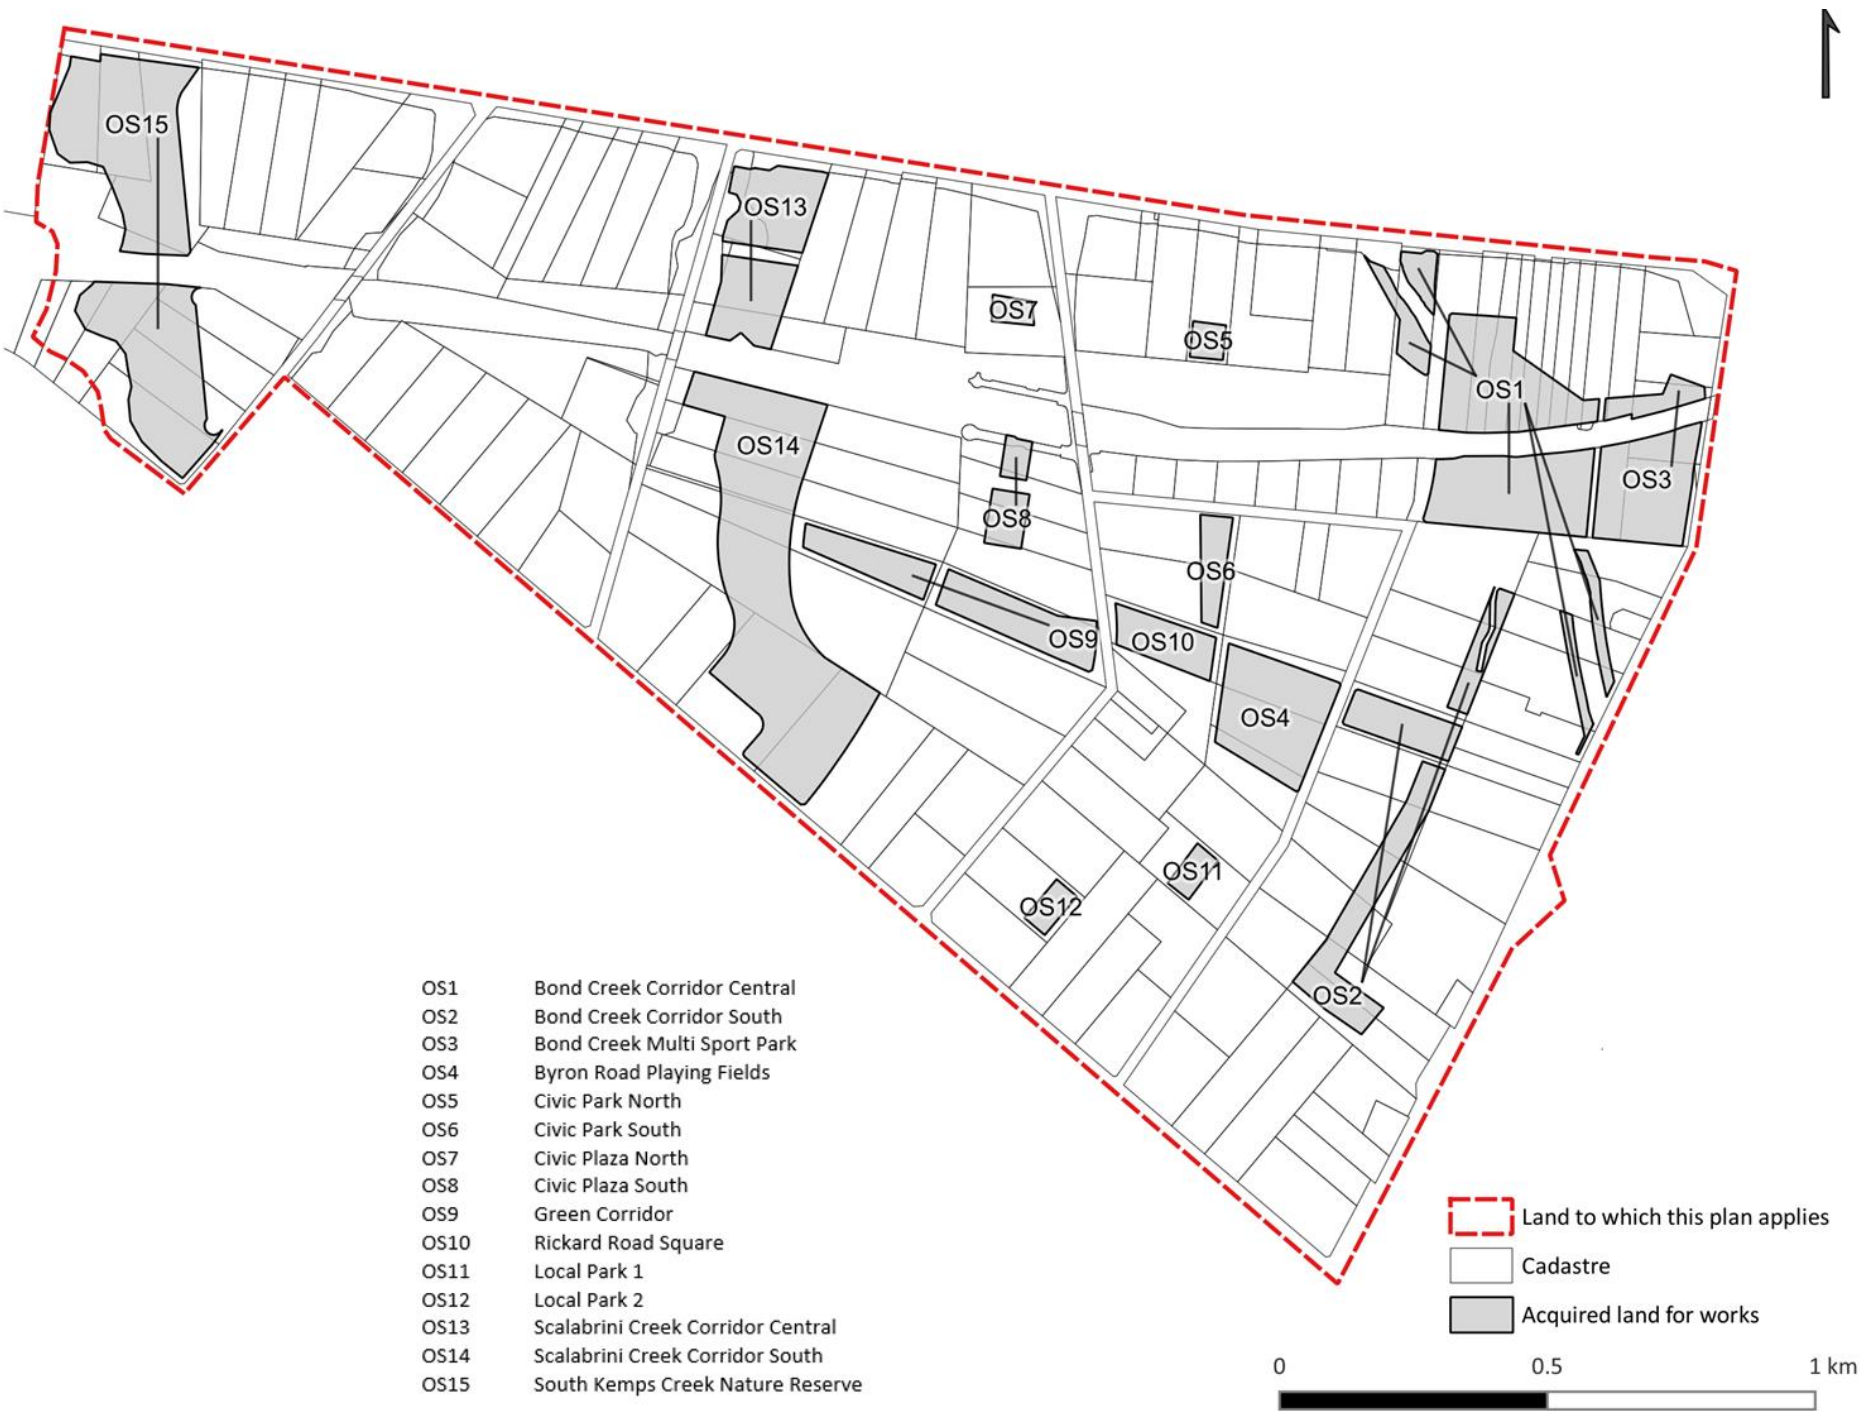 OS15
OS13
OS7
OS5
OS1
OS14
OS3
OS8
OS6
OS9
OS10
OS4
OS11
OS12
OS2
OS1 Bond Creek Corridor Central
OS2 Bond Creek Corridor South
OS3 Bond Creek Multi Sport Park
OS4 Byron Road Playing Fields
OS5 Civic Park North
OS6 Civic Park South
OS7 Civic Plaza North
OS8 Civic Plaza South
OS9 Green Corridor
OS10 Rickard Road Square
OS11 Local Park 1
OS12 Local Park 2
OS13 Scalabrini Creek Corridor Central
OS14 Scalabrini Creek Corridor South
OS15 South Kemps Creek Nature Reserve
Land to which this plan applies
Cadastre
Acquired land for works
0 0.5 1 km